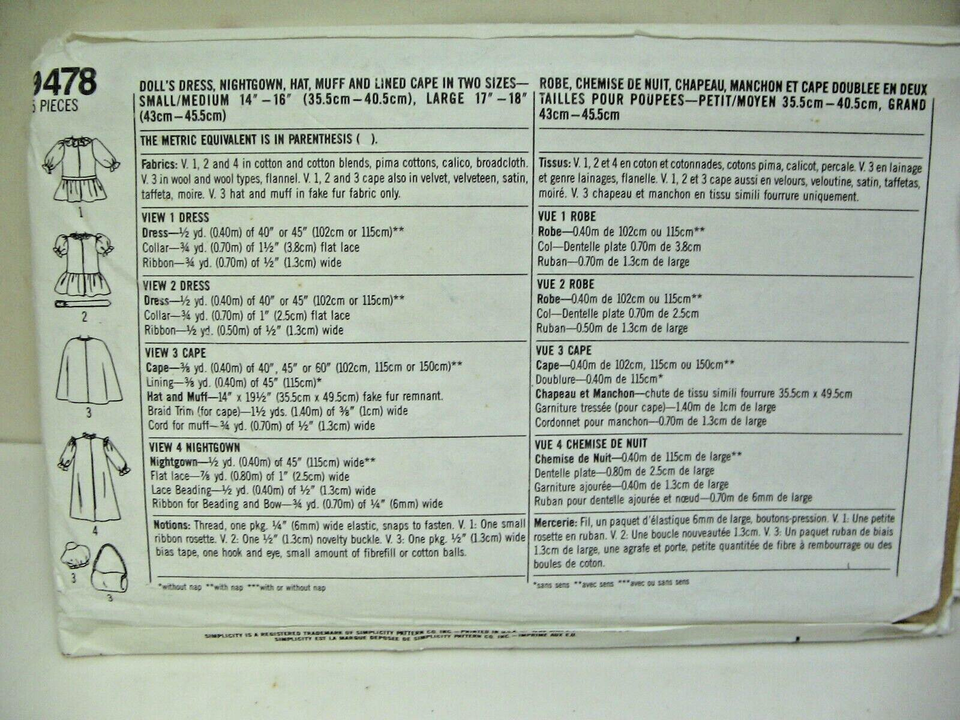 9478
5 PIECES
1
2
3
4
3
3
DOLL'S DRESS, NIGHTGOWN, HAT, MUFF AND LINED CAPE IN TWO SIZES—
SMALL/MEDIUM 14" –16" (35.5cm–40.5cm), LARGE 17" –18"
(43cm–45.5cm)
THE METRIC EQUIVALENT IS IN PARENTHESIS ( ).
Fabrics: V. 1, 2 and 4 in cotton and cotton blends, pima cottons, calico, broadcloth.
V. 3 in wool and wool types, flannel. V. 1, 2 and 3 cape also in velvet, velveteen, satin,
taffeta, moire. V. 3 hat and muff in fake fur fabric only.
VIEW 1 DRESS
Dress—½ yd. (0.40m) of 40" or 45" (102cm or 115cm)**
Collar—¾ yd. (0.70m) of 1½" (3.8cm) flat lace
Ribbon—¾ yd. (0.70m) of ½" (1.3cm) wide
VIEW 2 DRESS
Dress—½ yd. (0.40m) of 40" or 45" (102cm or 115cm)**
Collar—¾ yd. (0.70m) of 1" (2.5cm) flat lace
Ribbon—½ yd. (0.50m) of ½" (1.3cm) wide
VIEW 3 CAPE
Cape—⅜ yd. (0.40m) of 40", 45" or 60" (102cm, 115cm or 150cm)**
Lining—⅜ yd. (0.40m) of 45" (115cm)*
Hat and Muff—14" x 19½" (35.5cm x 49.5cm) fake fur remnant.
Braid Trim (for cape)—1½ yds. (1.40m) of ⅜" (1cm) wide
Cord for muff—¾ yd. (0.70m) of ½" (1.3cm) wide
VIEW 4 NIGHTGOWN
Nightgown—½ yd. (0.40m) of 45" (115cm) wide**
Flat lace—⅞ yd. (0.80m) of 1" (2.5cm) wide
Lace Beading—½ yd. (0.40m) of ½" (1.3cm) wide
Ribbon for Beading and Bow—¾ yd. (0.70m) of ¼" (6mm) wide
Notions: Thread, one pkg. ¼" (6mm) wide elastic, snaps to fasten. V. 1: One small
ribbon rosette. V. 2: One ½" (1.3cm) novelty buckle. V. 3: One pkg. ½" (1.3cm) wide
bias tape, one hook and eye, small amount of fibrefill or cotton balls.
*without nap **with nap ***with or without nap
ROBE, CHEMISE DE NUIT, CHAPEAU, MANCHON ET CAPE DOUBLEE EN DEUX
TAILLES POUR POUPEES—PETIT/MOYEN 35.5cm–40.5cm, GRAND
43cm–45.5cm
Tissus: V. 1, 2 et 4 en coton et cotonnades, cotons pima, calicot, percale. V. 3 en lainage
et genre lainages, flanelle. V. 1, 2 et 3 cape aussi en velours, veloutine, satin, taffetas,
moiré. V. 3 chapeau et manchon en tissu simili fourrure uniquement.
VUE 1 ROBE
Robe—0.40m de 102cm ou 115cm**
Col—Dentelle plate 0.70m de 3.8cm
Ruban—0.70m de 1.3cm de large
VUE 2 ROBE
Robe—0.40m de 102cm ou 115cm**
Col—Dentelle plate 0.70m de 2.5cm
Ruban—0.50m de 1.3cm de large
VUE 3 CAPE
Cape—0.40m de 102cm, 115cm ou 150cm**
Doublure—0.40m de 115cm*
Chapeau et Manchon—chute de tissu simili fourrure 35.5cm x 49.5cm
Garniture tressée (pour cape)—1.40m de 1cm de large
Cordonnet pour manchon—0.70m de 1.3cm de large
VUE 4 CHEMISE DE NUIT
Chemise de Nuit—0.40m de 115cm de large**
Dentelle plate—0.80m de 2.5cm de large
Garniture ajourée—0.40m de 1.3cm de large
Ruban pour dentelle ajourée et nœud—0.70m de 6mm de large
Mercerie: Fil, un paquet d'élastique 6mm de large, boutons-pression. V. 1: Une petite
rosette en ruban. V. 2: Une boucle nouveautée 1.3cm. V. 3: Un paquet ruban de biais
1.3cm de large, une agrafe et porte, petite quantitée de fibre à rembourrage ou des
boules de coton.
*sans sens **avec sens ***avec ou sans sens
SIMPLICITY IS A REGISTERED TRADEMARK OF SIMPLICITY PATTERN CO. INC.—PRINTED IN
SIMPLICITY EST LA MARQUE DEPOSEE DE SIMPLICITY PATTERN CO. INC.—IMPRIME AUX E.U.